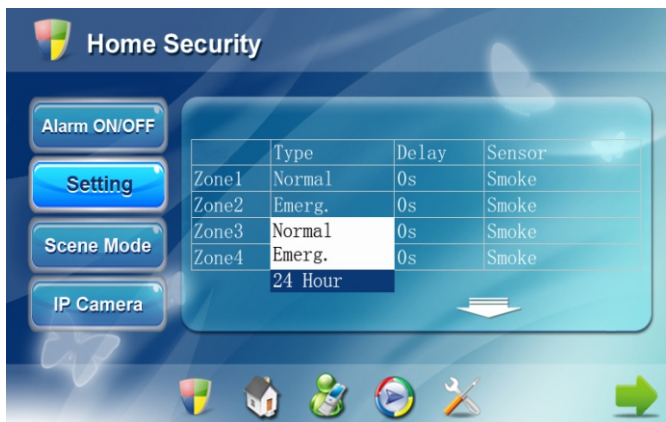 Home Security
Alarm ON/OFF
Setting
Scene Mode
IP Camera
Type Delay Sensor
Zone1 Normal 0s Smoke
Zone2 Emerg. 0s Smoke
Zone3 Normal 0s Smoke
Zone4 Emerg. 0s Smoke
24 Hour